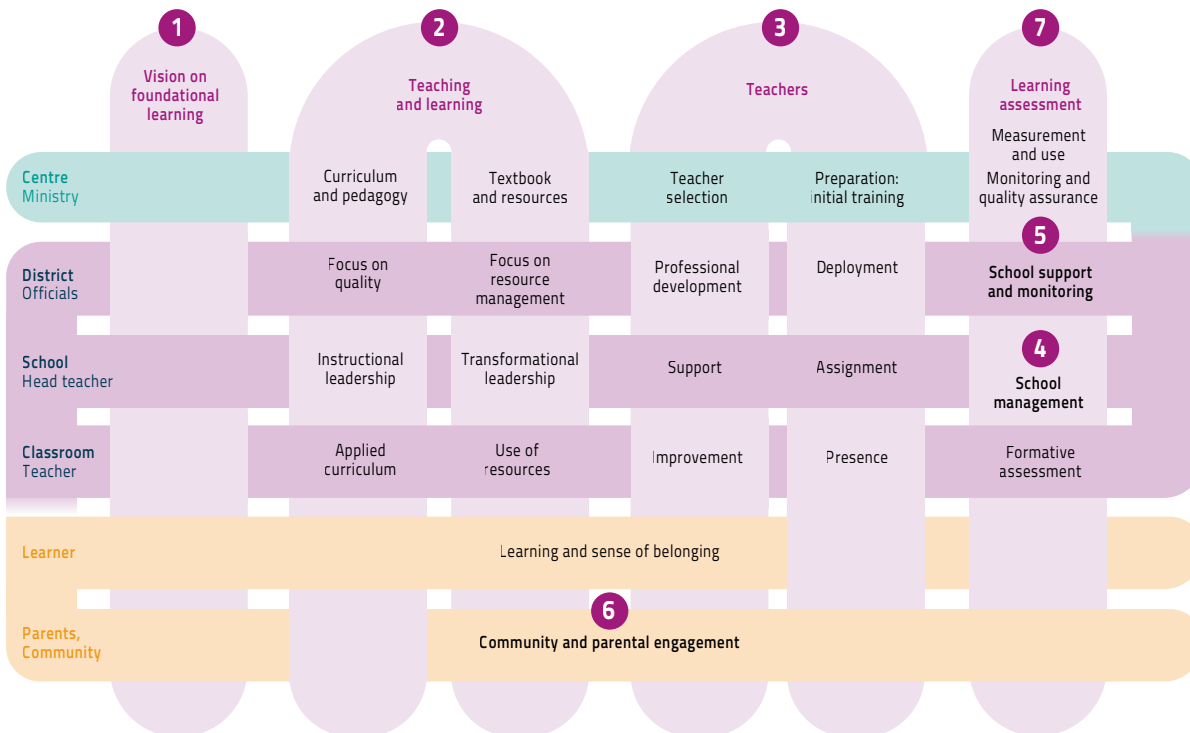 1
2
3
7
Vision on
foundational
learning
Teaching
and learning
Teachers
Learning
assessment
Measurement
and use
Centre
Ministry
Curriculum
and pedagogy
Textbook
and resources
Teacher
selection
Preparation:
initial training
Monitoring and
quality assurance
5
District
Officials
Focus on
quality
Focus on
resource
management
Professional
development
Deployment
School support
and monitoring
4
School
Head teacher
Instructional
leadership
Transformational
leadership
Support
Assignment
School
management
Classroom
Teacher
Applied
curriculum
Use of
resources
Improvement
Presence
Formative
assessment
Learner
Learning and sense of belonging
6
Parents,
Community
Community and parental engagement